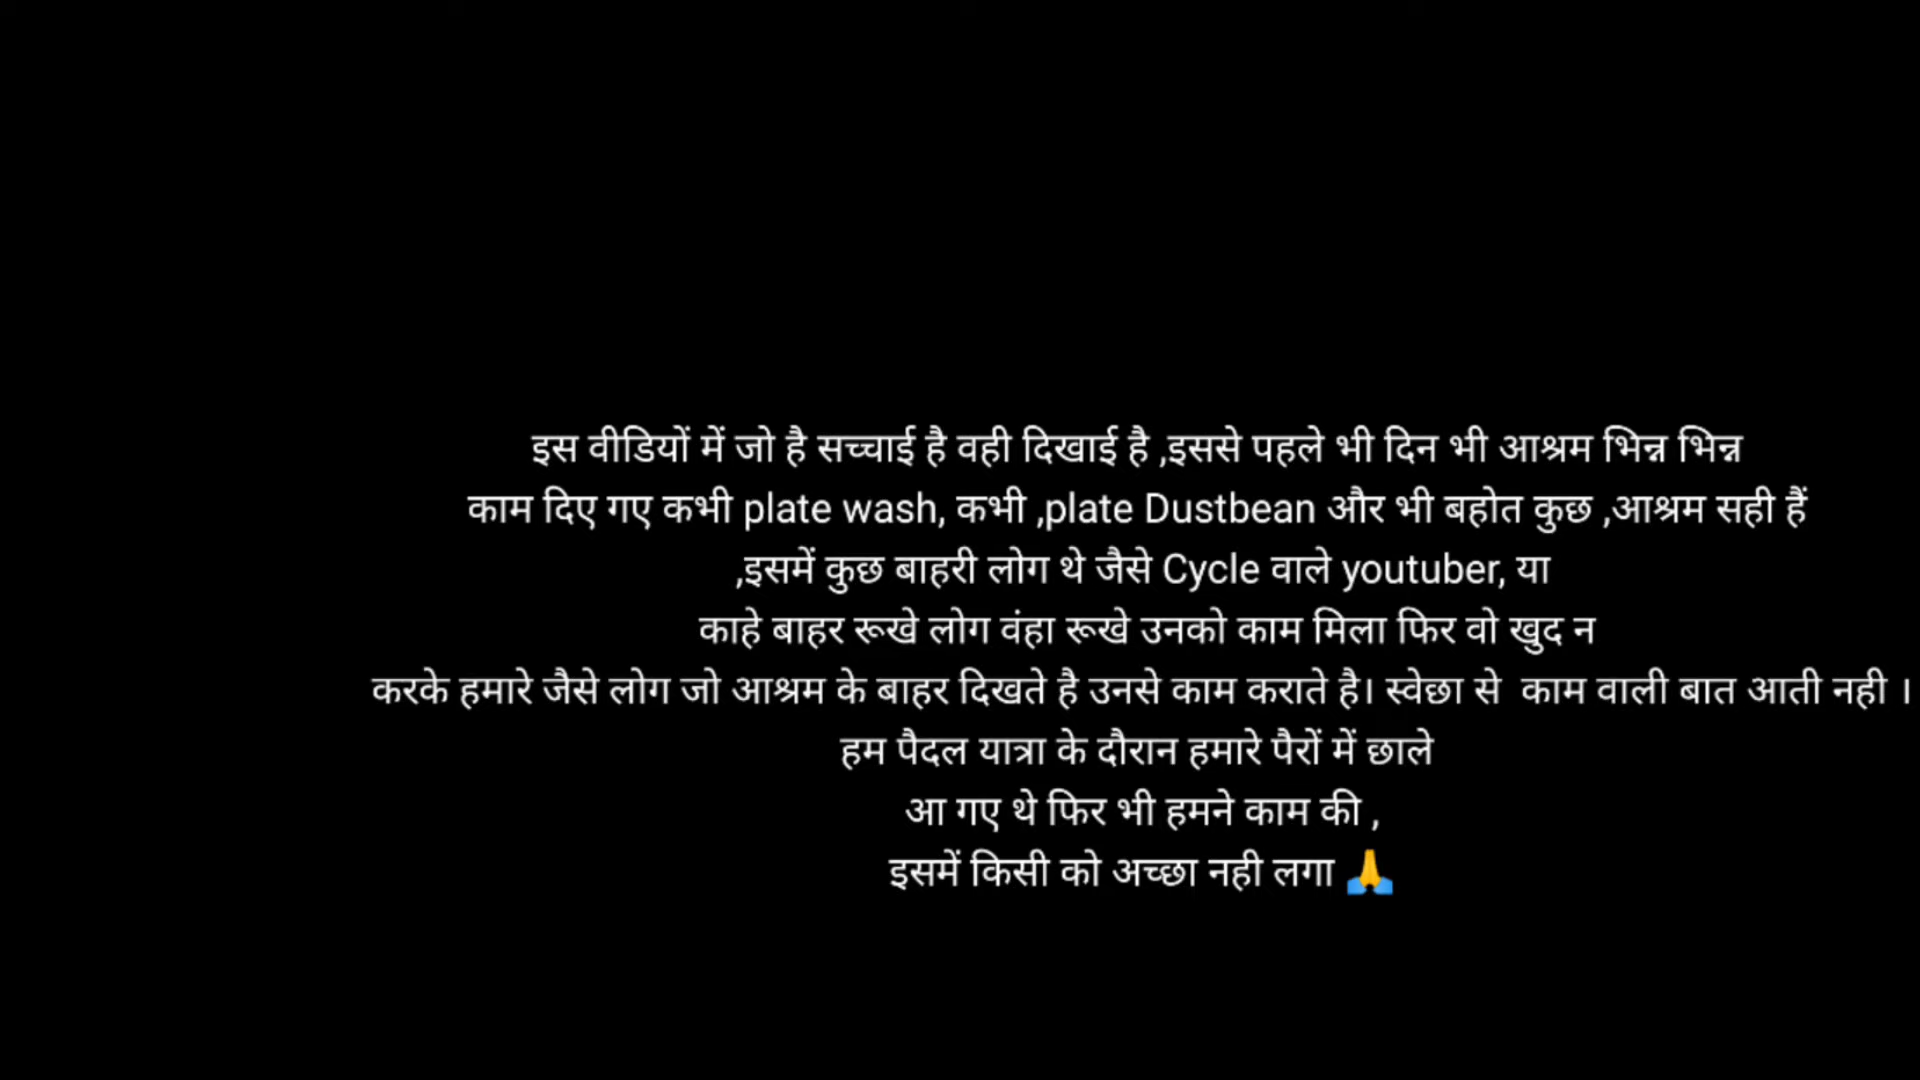 इस वीडियों में जो है सच्चाई है वही दिखाई है ,इससे पहले भी दिन भी आश्रम भिन्न भिन्न
काम दिए गए कभी plate wash, कभी ,plate Dustbean और भी बहोत कुछ ,आश्रम सही हैं
,इसमें कुछ बाहरी लोग थे जैसे Cycle वाले youtuber, या
काहे बाहर रूखे लोग वंहा रूखे उनको काम मिला फिर वो खुद न
करके हमारे जैसे लोग जो आश्रम के बाहर दिखते है उनसे काम कराते है। स्वेछा से काम वाली बात आती नही ।
हम पैदल यात्रा के दौरान हमारे पैरों में छाले
आ गए थे फिर भी हमने काम की ,
इसमें किसी को अच्छा नही लगा 🙏